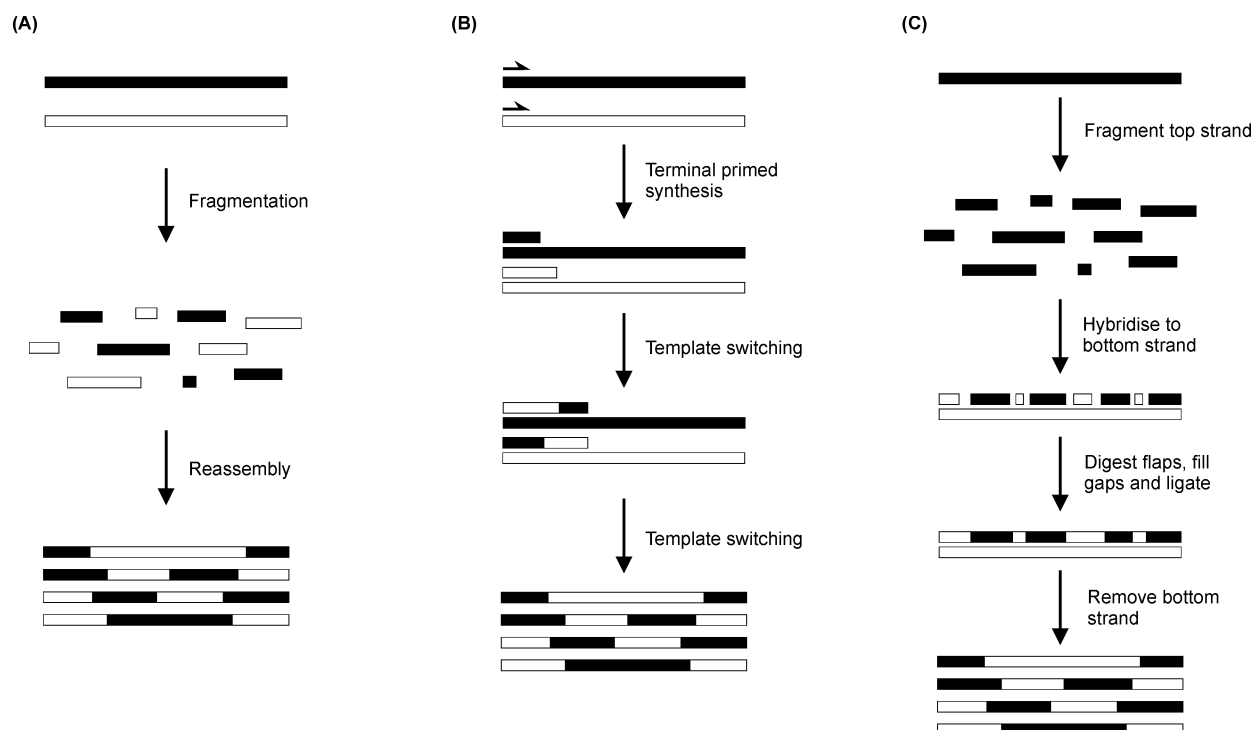 (A)
Fragmentation
Reassembly
(B)
Terminal primed
synthesis
Template switching
Template switching
(C)
Fragment top strand
Hybridise to
bottom strand
Digest flaps, fill
gaps and ligate
Remove bottom
strand